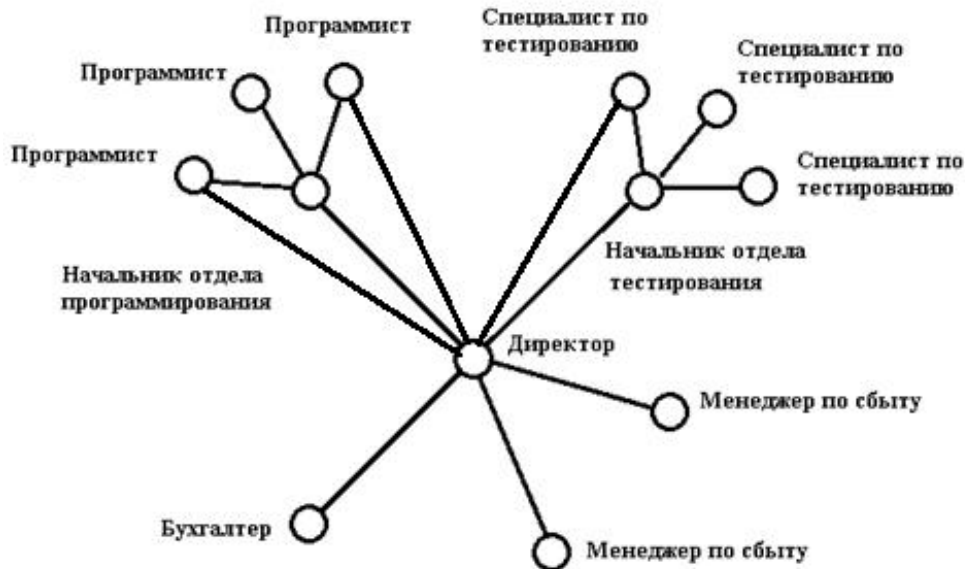 Программист
Специалист по
тестированию
Программист
Специалист по
тестированию
Программист
Специалист по
тестированию
Начальник отдела
программирования
Начальник отдела
тестирования
Директор
Менеджер по сбыту
Бухгалтер
Менеджер по сбыту